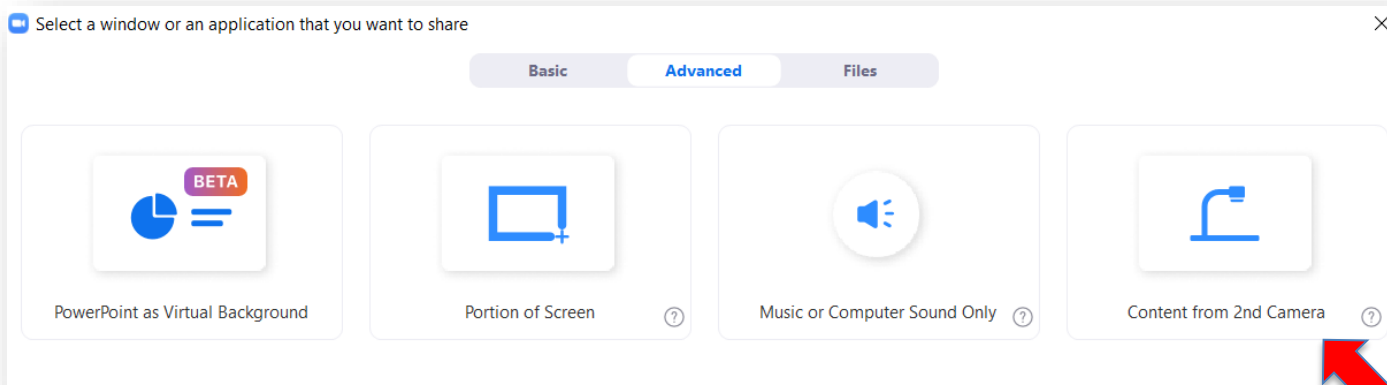 Select a window or an application that you want to share
Basic Advanced Files
BETA
PowerPoint as Virtual Background
Portion of Screen ?
Music or Computer Sound Only ?
Content from 2nd Camera ?